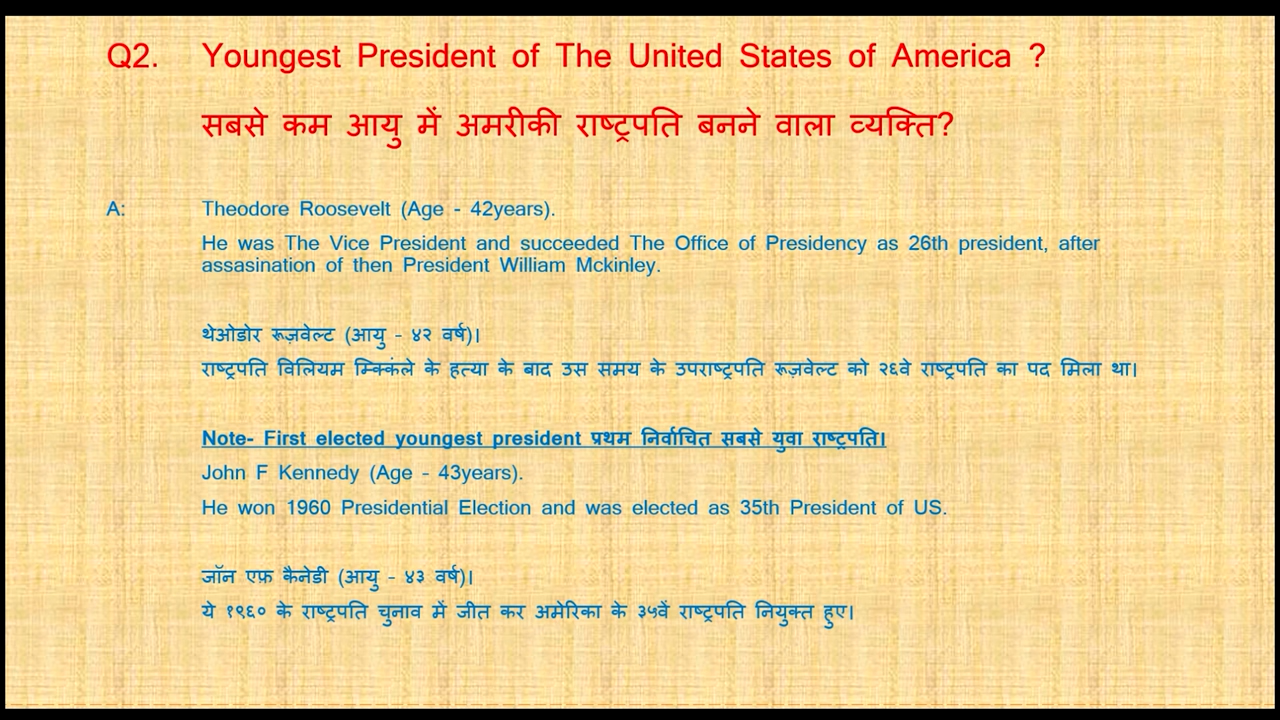 Q2. Youngest President of The United States of America ?
सबसे कम आयु में अमरीकी राष्ट्रपति बनने वाला व्यक्ति?
A: Theodore Roosevelt (Age - 42years).
He was The Vice President and succeeded The Office of Presidency as 26th president, after
assasination of then President William Mckinley.
थेओडोर रूज़वेल्ट (आयु - ४२ वर्ष)।
राष्ट्रपति विलियम म्क्किंले के हत्या के बाद उस समय के उपराष्ट्रपति रूज़वेल्ट को २६वे राष्ट्रपति का पद मिला था।
Note- First elected youngest president प्रथम निर्वाचित सबसे युवा राष्ट्रपति।
John F Kennedy (Age - 43years).
He won 1960 Presidential Election and was elected as 35th President of US.
जॉन एफ़ कैनेडी (आयु - ४३ वर्ष)।
ये १९६० के राष्ट्रपति चुनाव में जीत कर अमेरिका के ३५वें राष्ट्रपति नियुक्त हुए।